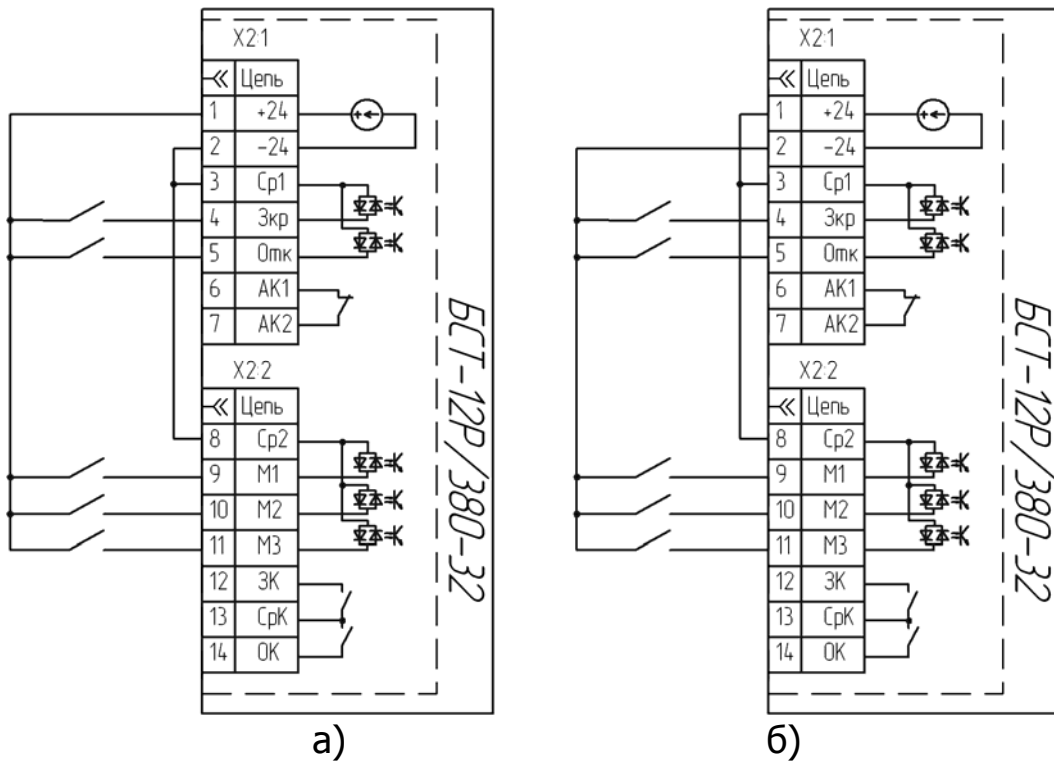 X2:1
Цепь
1 +24
2 -24
3 Ср1
4 Зкр
5 Отк
6 АК1
7 АК2
X2:2
Цепь
8 Ср2
9 М1
10 М2
11 М3
12 ЗК
13 СрК
14 ОК
БСТ-12Р/380-32
а)
X2:1
Цепь
1 +24
2 -24
3 Ср1
4 Зкр
5 Отк
6 АК1
7 АК2
X2:2
Цепь
8 Ср2
9 М1
10 М2
11 М3
12 ЗК
13 СрК
14 ОК
БСТ-12Р/380-32
б)